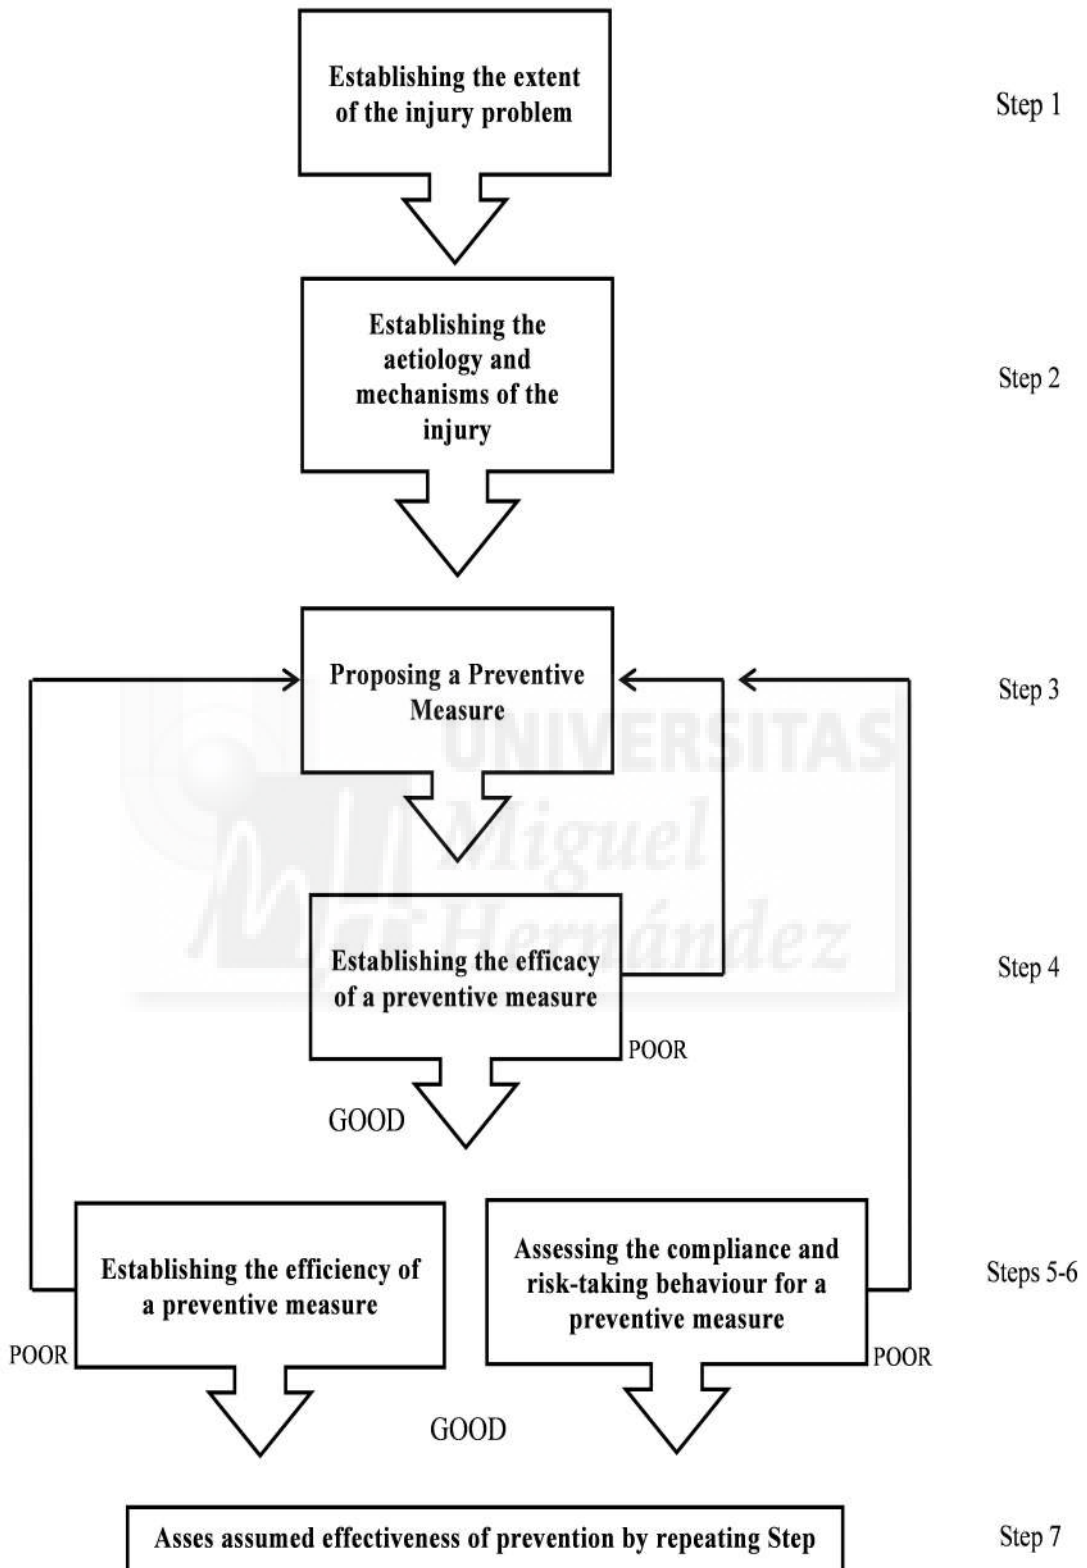 Establishing the extent
of the injury problem
Step 1
Establishing the
aetiology and
mechanisms of the
injury
Step 2
Proposing a Preventive
Measure
Step 3
UNIVERSITAS
Miguel
Hernández
Establishing the efficacy
of a preventive measure
Step 4
POOR
GOOD
Establishing the efficiency of
a preventive measure
Assessing the compliance and
risk-taking behaviour for a
preventive measure
Steps 5-6
POOR
POOR
GOOD
Asses assumed effectiveness of prevention by repeating Step
Step 7